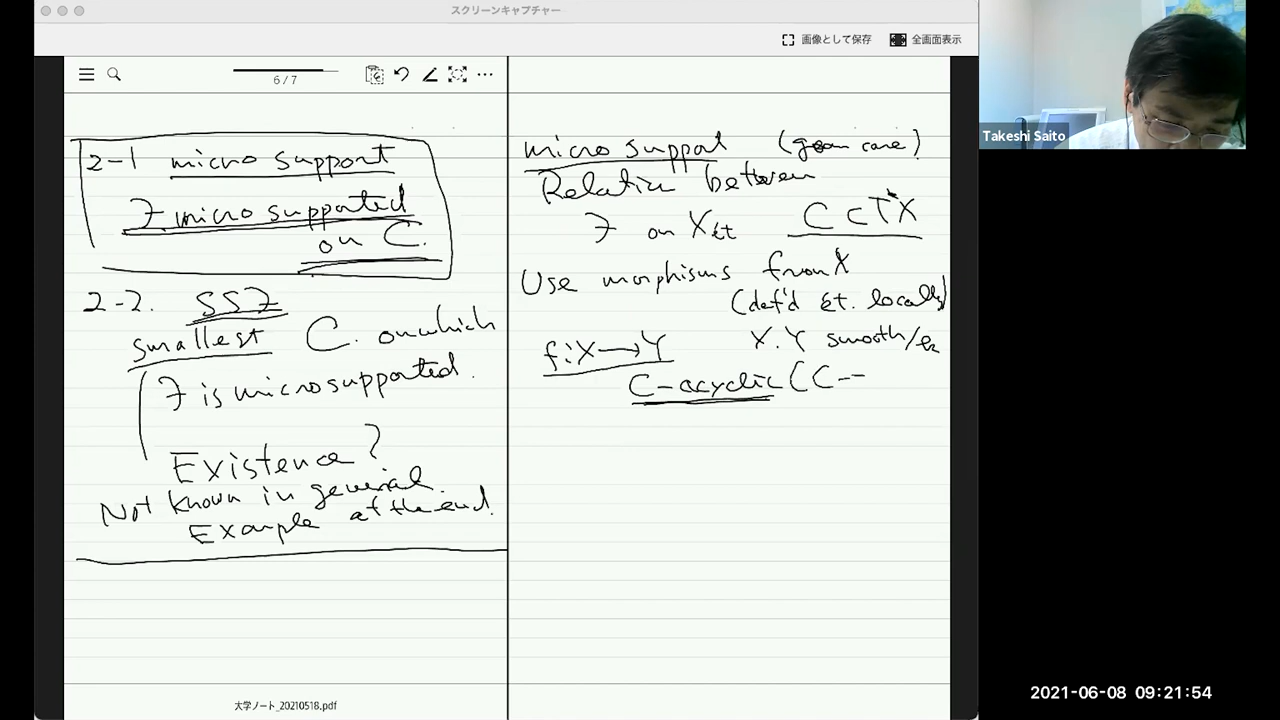 スクリーンキャプチャー
画像として保存 全画面表示
6/7
2-1 micro support
F micro supported
on C.
2-2. SSF
smallest C. on which
F is microsupported.
Existence?
Not known in general.
Example at the end.
大学ノート_20210518.pdf
micro support (geom case)
Relation between
F on Xét C ⊂ T*X
Use morphisms from X
(def'd ét. locally)
f: X → Y X. Y smooth/k
C-acyclic (C--
Takeshi Saito
2021-06-08 09:21:54